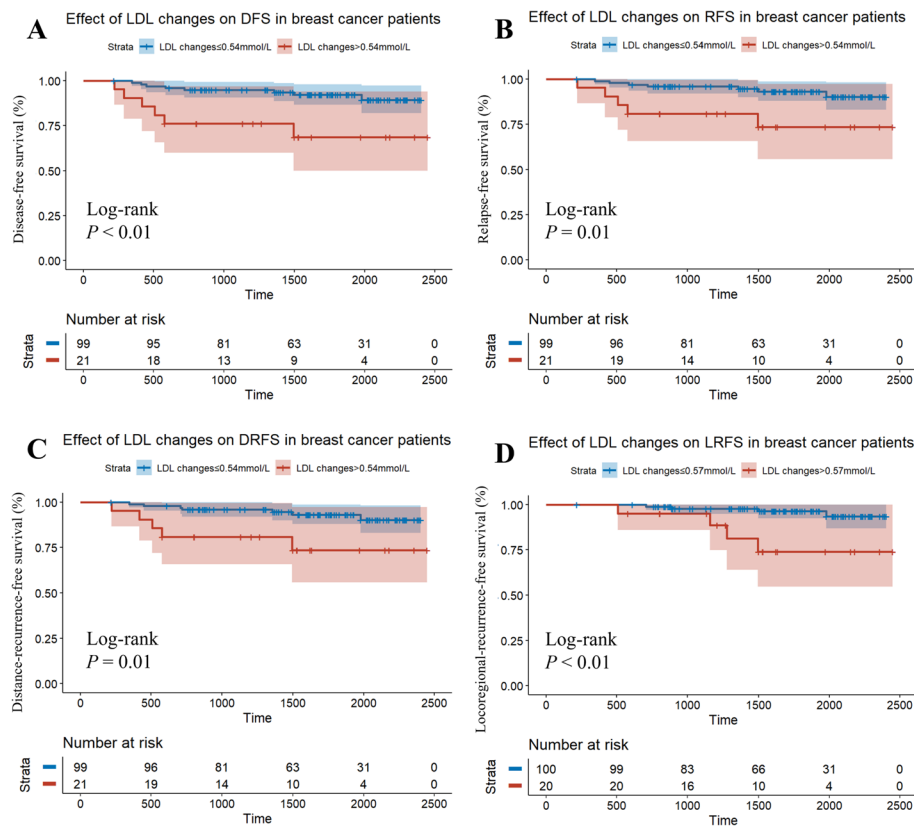 A
Effect of LDL changes on DFS in breast cancer patients
Strata LDL changes≤0.54mmol/L LDL changes>0.54mmol/L
Disease-free survival (%)
1.00
0.75
0.50
0.25
0.00
Log-rank
P < 0.01
0 500 1000 1500 2000 2500
Time
Number at risk
Strata
99 95 81 63 31 0
21 18 13 9 4 0
0 500 1000 1500 2000 2500
Time
B
Effect of LDL changes on RFS in breast cancer patients
Strata LDL changes≤0.54mmol/L LDL changes>0.54mmol/L
Relapse-free survival (%)
1.00
0.75
0.50
0.25
0.00
Log-rank
P = 0.01
0 500 1000 1500 2000 2500
Time
Number at risk
Strata
99 96 81 63 31 0
21 19 14 10 4 0
0 500 1000 1500 2000 2500
Time
C
Effect of LDL changes on DRFS in breast cancer patients
Strata LDL changes≤0.54mmol/L LDL changes>0.54mmol/L
Distance-recurrence-free survival (%)
1.00
0.75
0.50
0.25
0.00
Log-rank
P = 0.01
0 500 1000 1500 2000 2500
Time
Number at risk
Strata
99 96 81 63 31 0
21 19 14 10 4 0
0 500 1000 1500 2000 2500
Time
D
Effect of LDL changes on LRFS in breast cancer patients
Strata LDL changes≤0.57mmol/L LDL changes>0.57mmol/L
Locoregional-recurrence-free survival (%)
1.00
0.75
0.50
0.25
0.00
Log-rank
P < 0.01
0 500 1000 1500 2000 2500
Time
Number at risk
Strata
100 99 83 66 31 0
20 20 16 10 4 0
0 500 1000 1500 2000 2500
Time